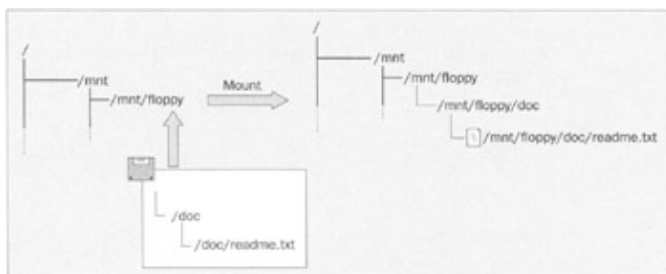 /
/mnt
/mnt/floppy
Mount
/
/mnt
/mnt/floppy
/mnt/floppy/doc
/mnt/floppy/doc/readme.txt
/doc
/doc/readme.txt